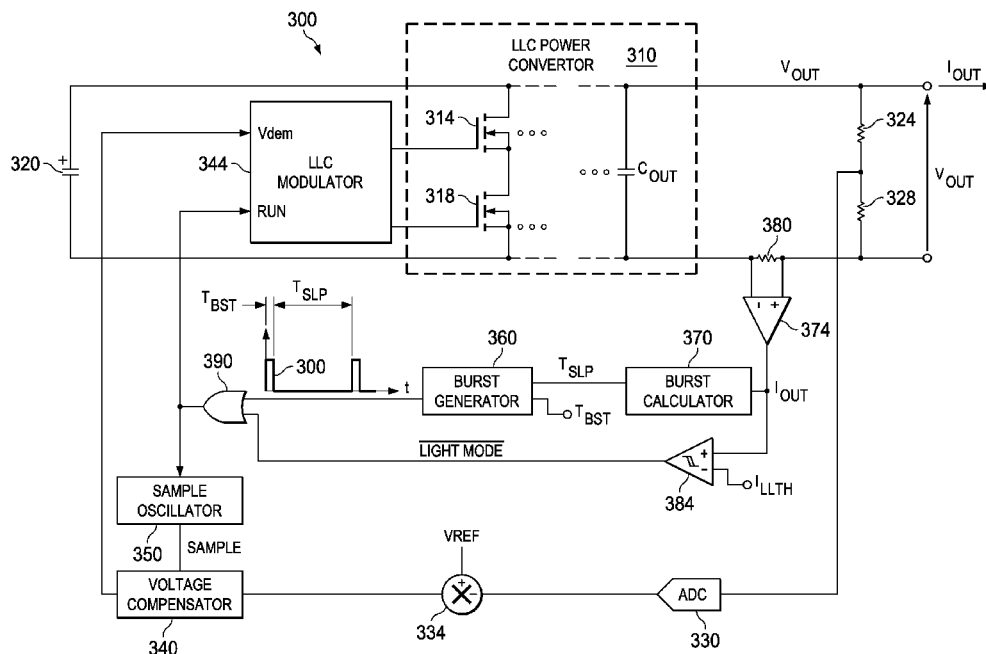 300
LLC POWER
CONVERTOR
310
V_OUT
I_OUT
314
324
320
+
Vdem
344
LLC
MODULATOR
318
C_OUT
328
V_OUT
RUN
380
T_BST
T_SLP
- +
374
390
300
t
360
BURST
GENERATOR
T_SLP
370
BURST
CALCULATOR
I_OUT
T_BST
LIGHT MODE
+
-
384
I_LLTH
SAMPLE
OSCILLATOR
350
SAMPLE
VREF
VOLTAGE
COMPENSATOR
340
+
-
334
ADC
330